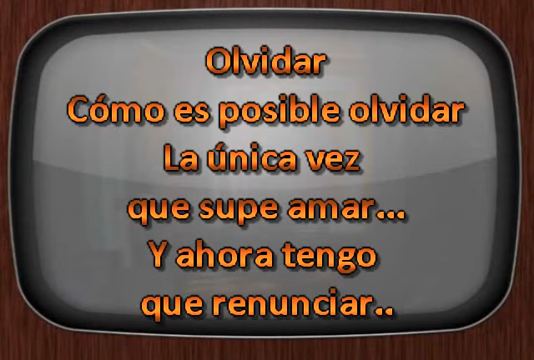 Olvidar
Cómo es posible olvidar
La única vez
que supe amar...
Y ahora tengo
que renunciar..